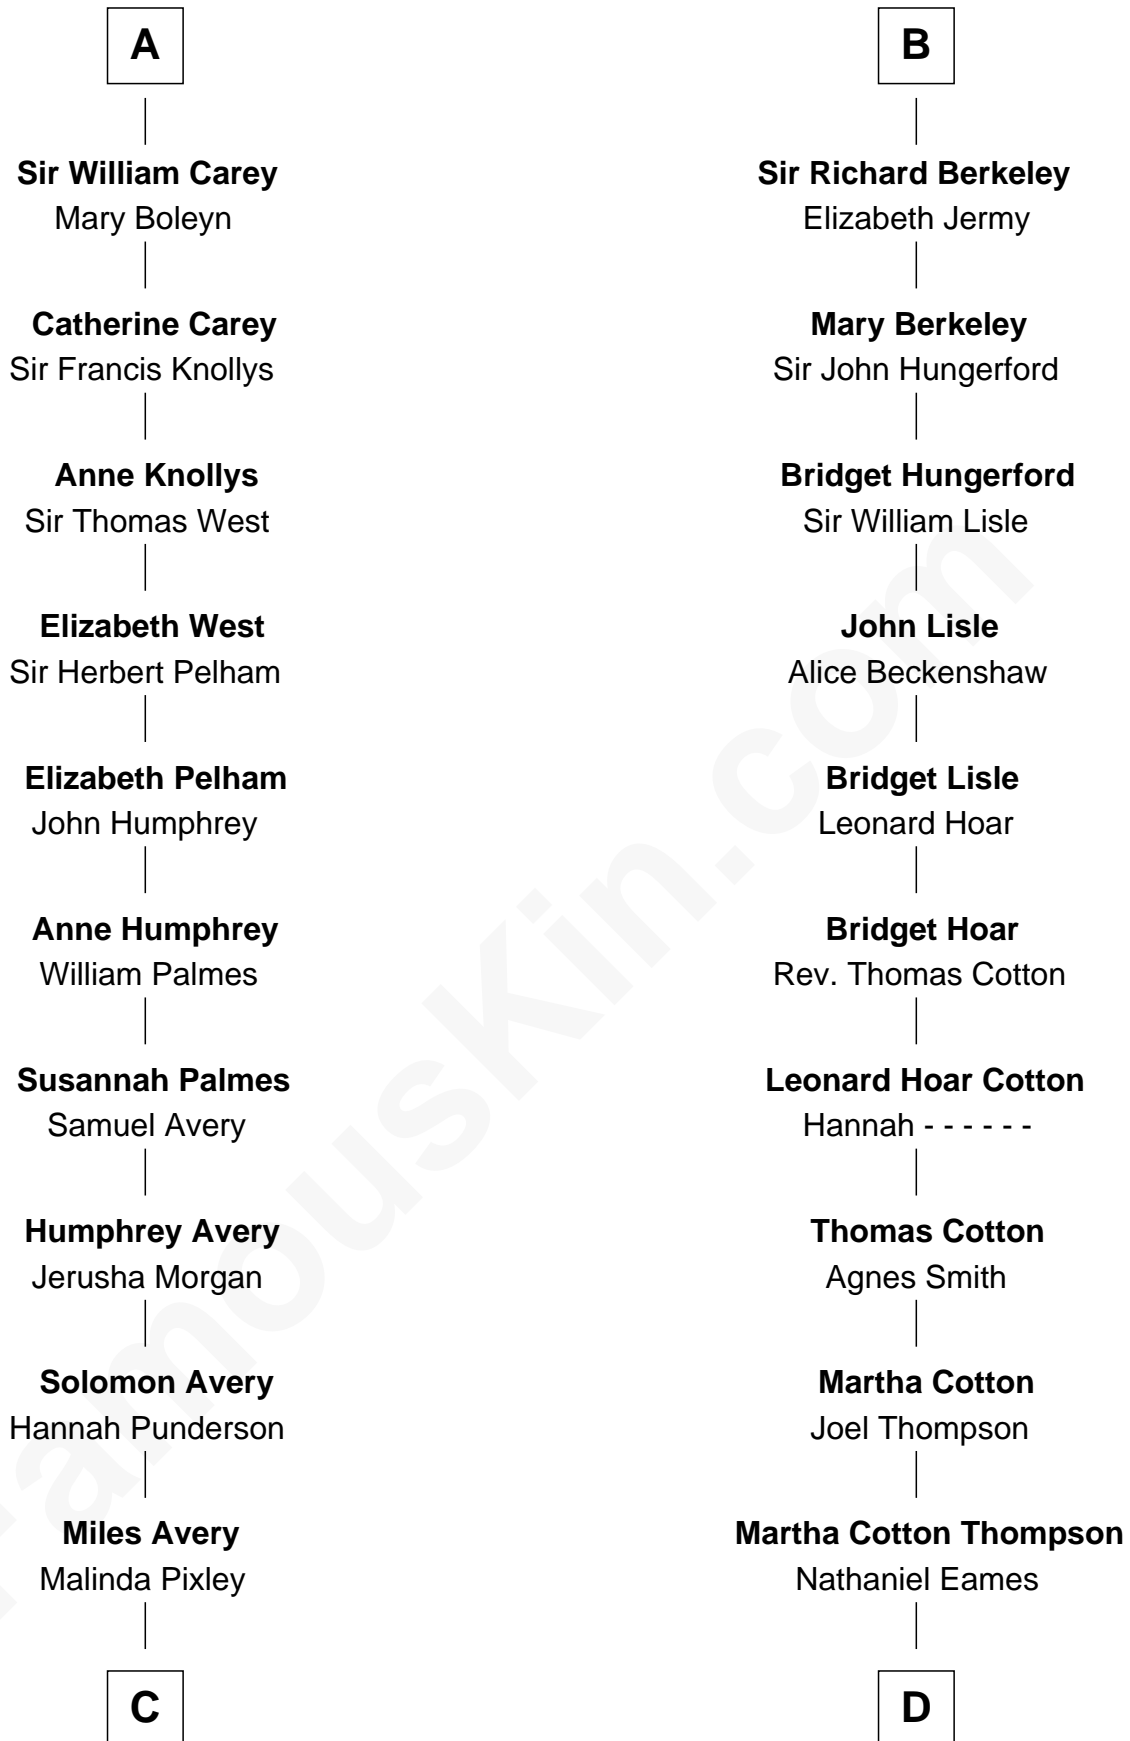 A
Sir William Carey
Mary Boleyn
Catherine Carey
Sir Francis Knollys
Anne Knollys
Sir Thomas West
Elizabeth West
Sir Herbert Pelham
Elizabeth Pelham
John Humphrey
Anne Humphrey
William Palmes
Susannah Palmes
Samuel Avery
Humphrey Avery
Jerusha Morgan
Solomon Avery
Hannah Punderson
Miles Avery
Malinda Pixley
C
B
Sir Richard Berkeley
Elizabeth Jermy
Mary Berkeley
Sir John Hungerford
Bridget Hungerford
Sir William Lisle
John Lisle
Alice Beckenshaw
Bridget Lisle
Leonard Hoar
Bridget Hoar
Rev. Thomas Cotton
Leonard Hoar Cotton
Hannah - - - - - -
Thomas Cotton
Agnes Smith
Martha Cotton
Joel Thompson
Martha Cotton Thompson
Nathaniel Eames
D
FamousKin.com